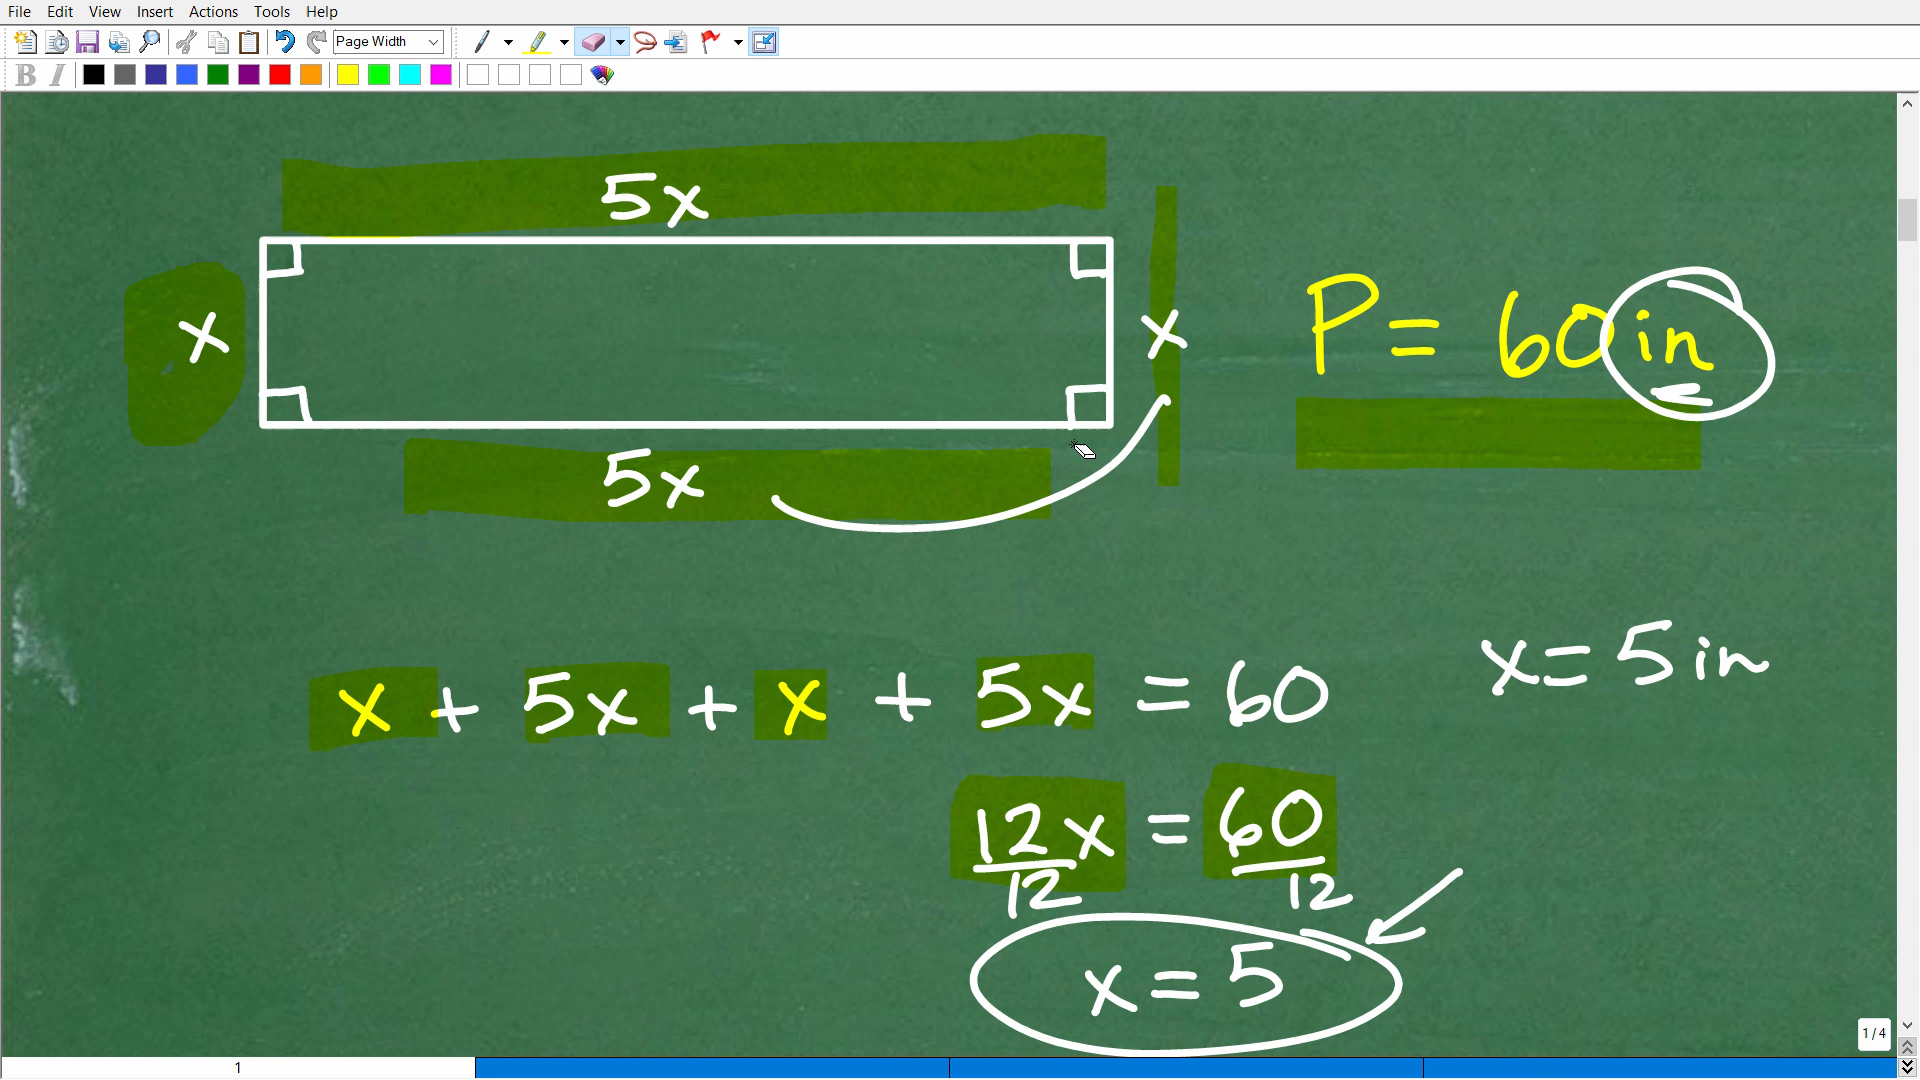 File Edit View Insert Actions Tools Help
Page Width
B I
5x
x
x
P = 60 in
5x
x + 5x + x + 5x = 60
x = 5 in
12x = 60
12 12
x = 5
1 / 4
1